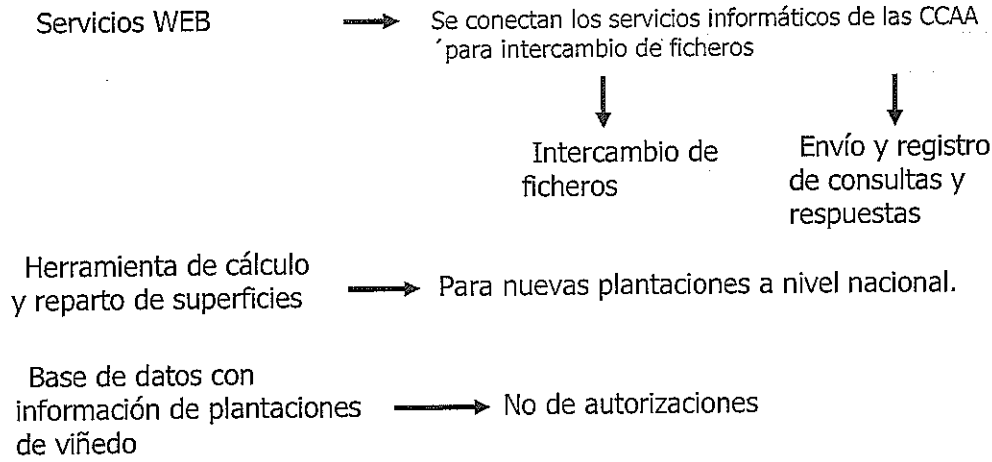 Servicios WEB
Se conectan los servicios informáticos de las CCAA
´para intercambio de ficheros
Intercambio de
ficheros
Envío y registro
de consultas y
respuestas
Herramienta de cálculo
y reparto de superficies
Para nuevas plantaciones a nivel nacional.
Base de datos con
información de plantaciones
de viñedo
No de autorizaciones